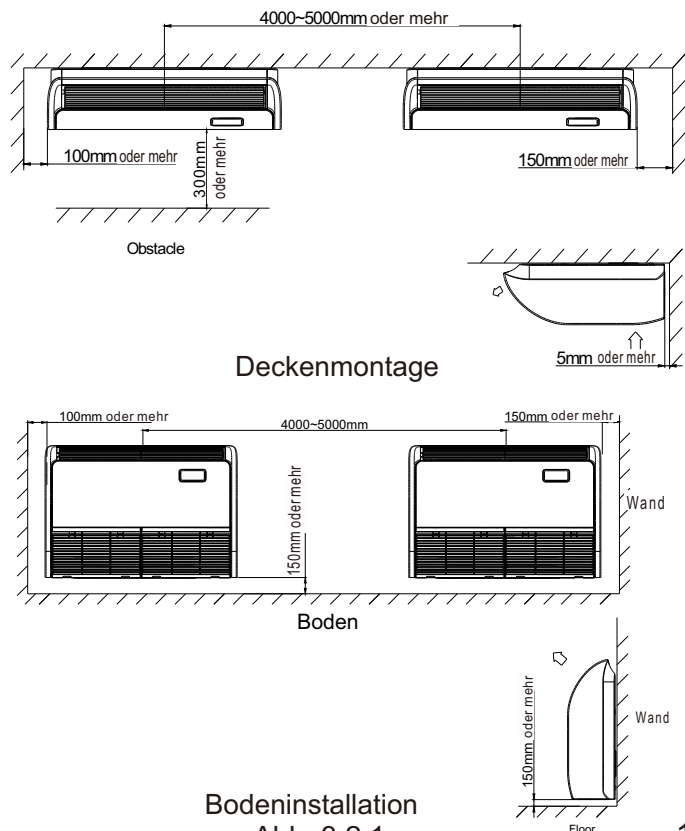 4000~5000mm oder mehr
100mm oder mehr
300mm
oder mehr
150mm oder mehr
Obstacle
Deckenmontage
5mm oder mehr
100mm oder mehr
4000~5000mm
150mm oder mehr
150mm oder mehr
Wand
Boden
150mm oder mehr
Wand
Bodeninstallation
Floor